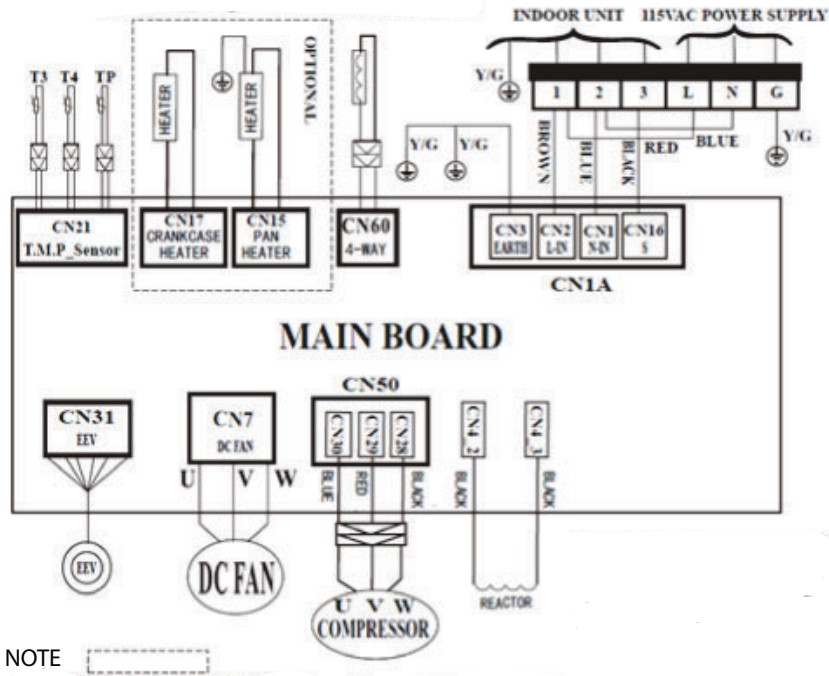 INDOOR UNIT 115VAC POWER SUPPLY
T3 T4 TP
HEATER
HEATER
OPTIONAL
Y/G
1 2 3 L N G
Y/G Y/G
BROWN
BLUE
BLACK
RED
BLUE
Y/G
CN21
T.M.P_Sensor
CN17
CRANKCASE
HEATER
CN15
PAN
HEATER
CN60
4-WAY
CN3
EARTH
CN2
L-IN
CN1
N-IN
CN16
S
CN1A
MAIN BOARD
CN31
EEV
CN7
DC FAN
U V W
CN50
CN30
CN29
CN28
BLUE
RED
BLACK
CN4_2
CN4_3
BLACK
BLACK
EEV
DC FAN
U V W
COMPRESSOR
REACTOR
NOTE